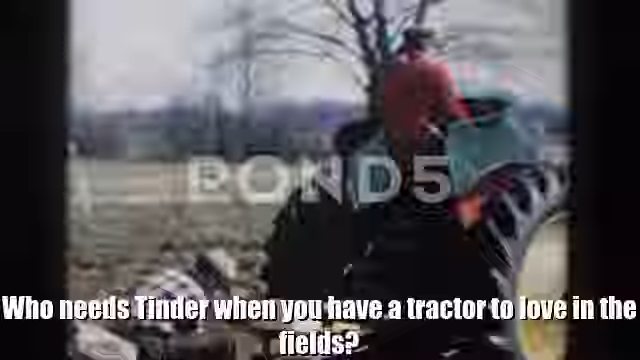 POND5
Who needs Tinder when you have a tractor to love in the
fields?